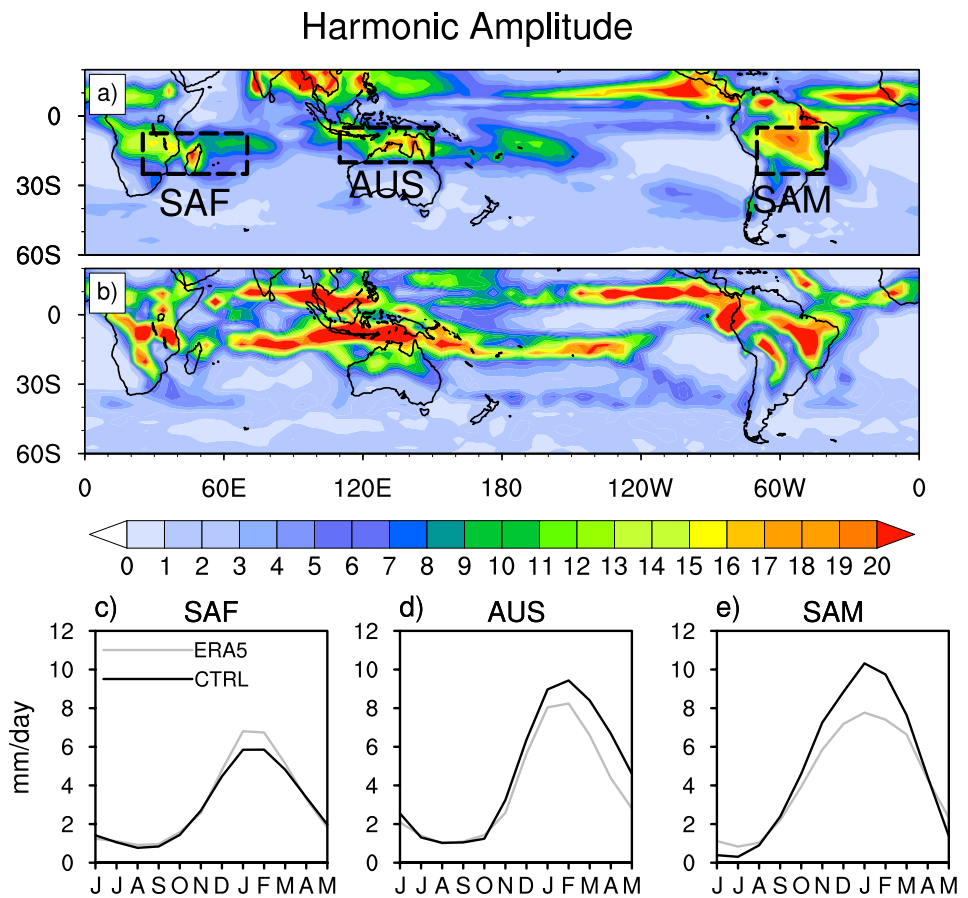 Harmonic Amplitude
a)
0
30S
60S
SAF
AUS
SAM
b)
0
30S
60S
0 60E 120E 180 120W 60W 0
0 1 2 3 4 5 6 7 8 9 10 11 12 13 14 15 16 17 18 19 20
c) SAF d) AUS e) SAM
mm/day
12
10
8
6
4
2
0
ERA5
CTRL
J J A S O N D J F M A M
12
10
8
6
4
2
0
J J A S O N D J F M A M
12
10
8
6
4
2
0
J J A S O N D J F M A M